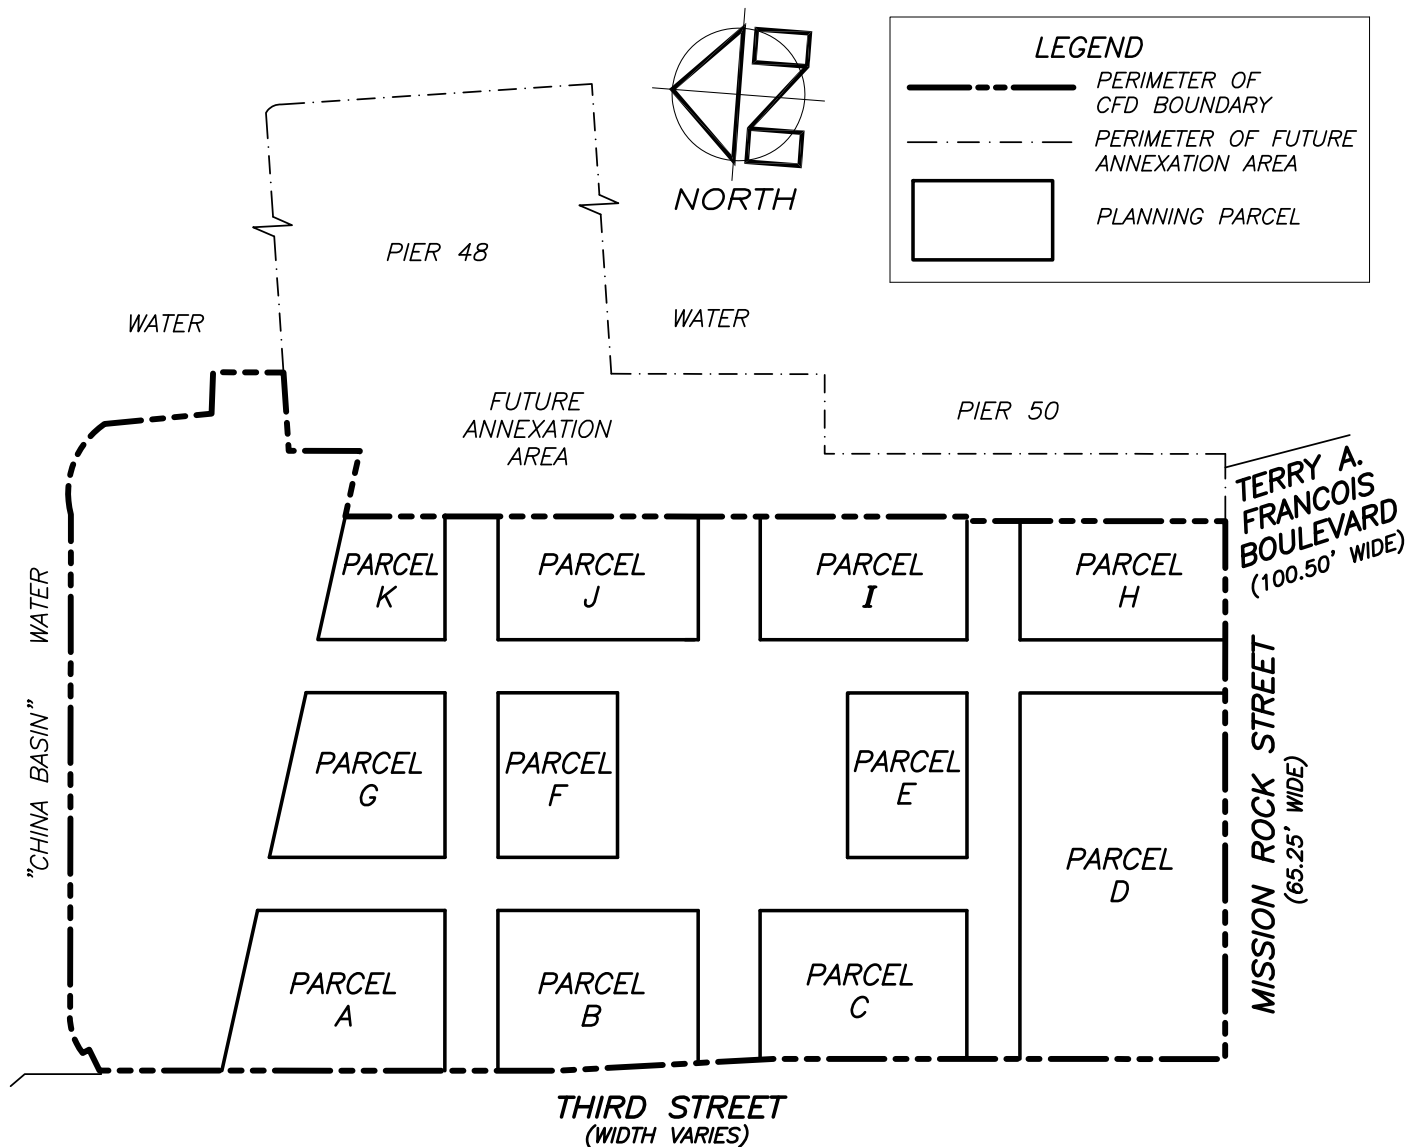 LEGEND
PERIMETER OF
CFD BOUNDARY
PERIMETER OF FUTURE
ANNEXATION AREA
PLANNING PARCEL
NORTH
PIER 48
WATER
WATER
FUTURE
ANNEXATION
AREA
PIER 50
TERRY A.
FRANCOIS
BOULEVARD
(100.50' WIDE)
PARCEL
K
PARCEL
J
PARCEL
I
PARCEL
H
"CHINA BASIN" WATER
PARCEL
G
PARCEL
F
PARCEL
E
PARCEL
D
MISSION ROCK STREET
(65.25' WIDE)
PARCEL
A
PARCEL
B
PARCEL
C
THIRD STREET
(WIDTH VARIES)